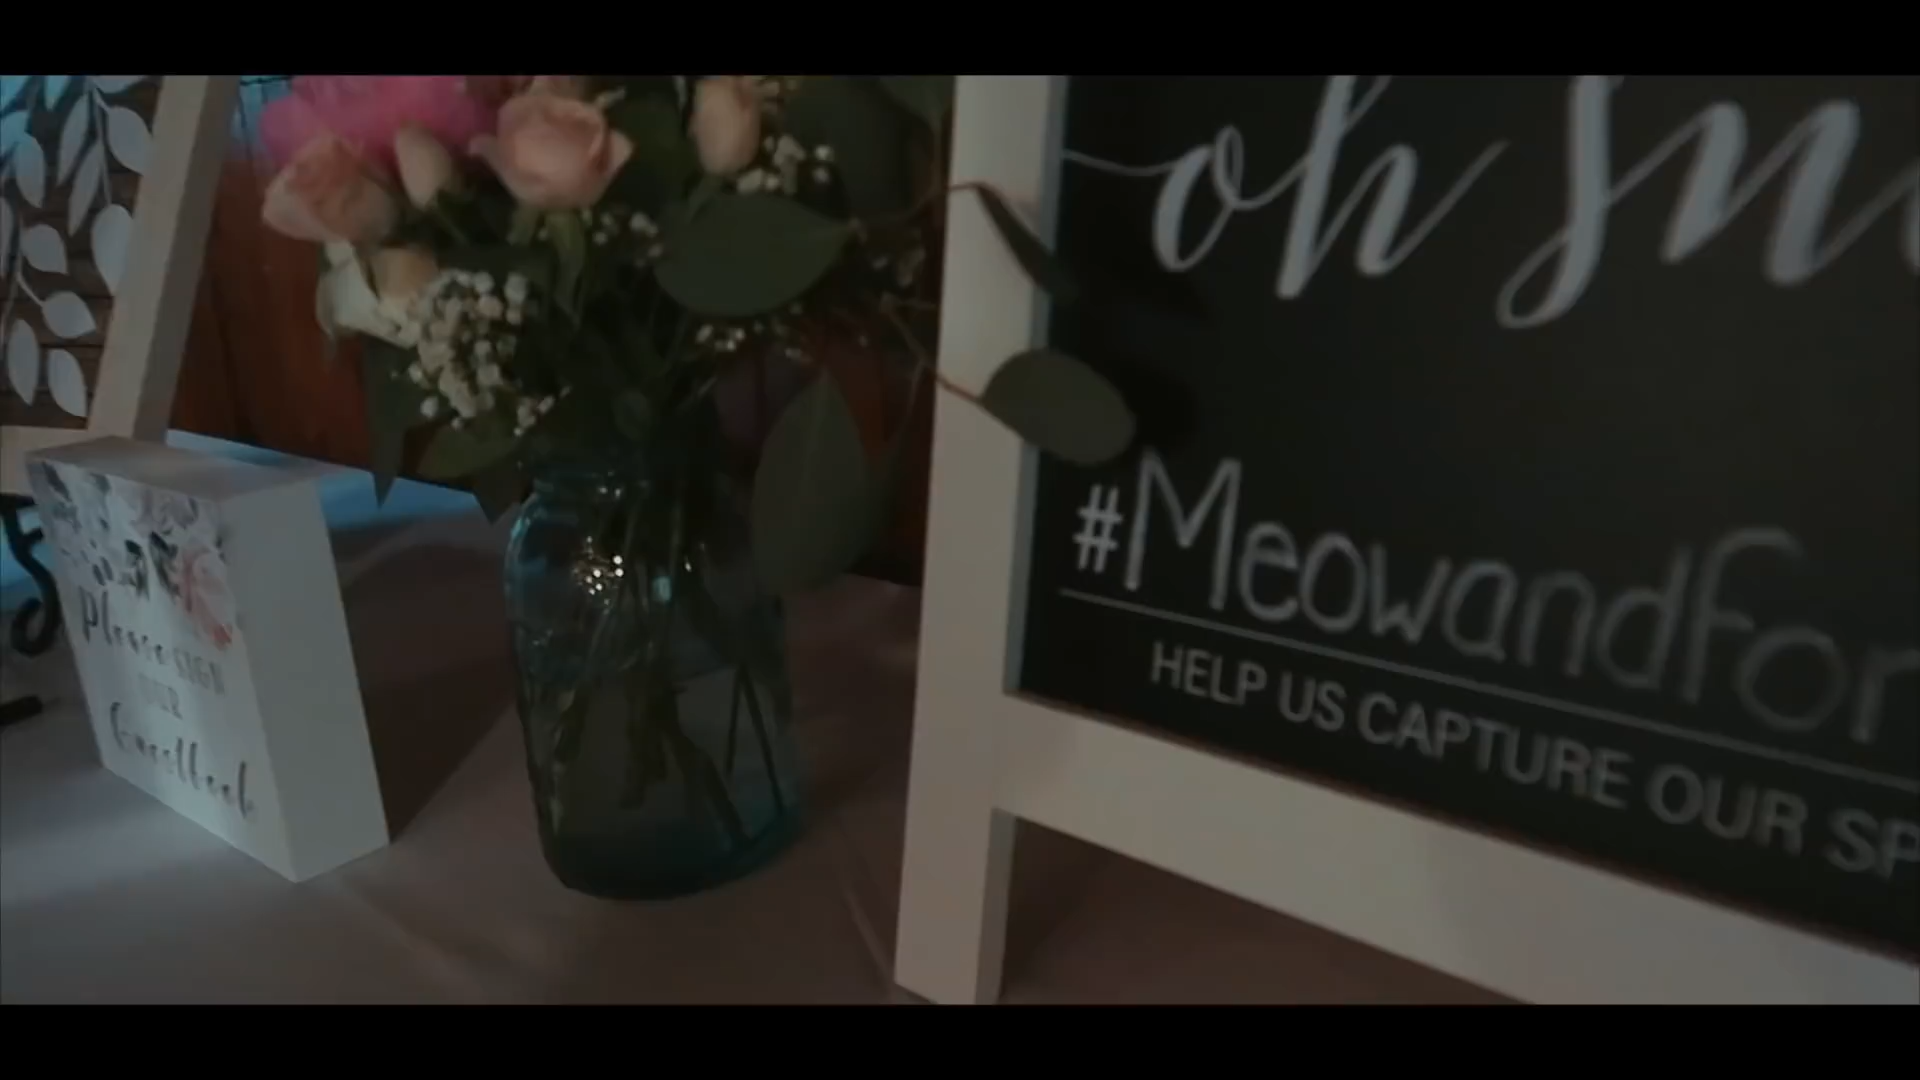 Please SIGN
OUR
Guestbook
oh sn
#Meowandfor
HELP US CAPTURE OUR SP